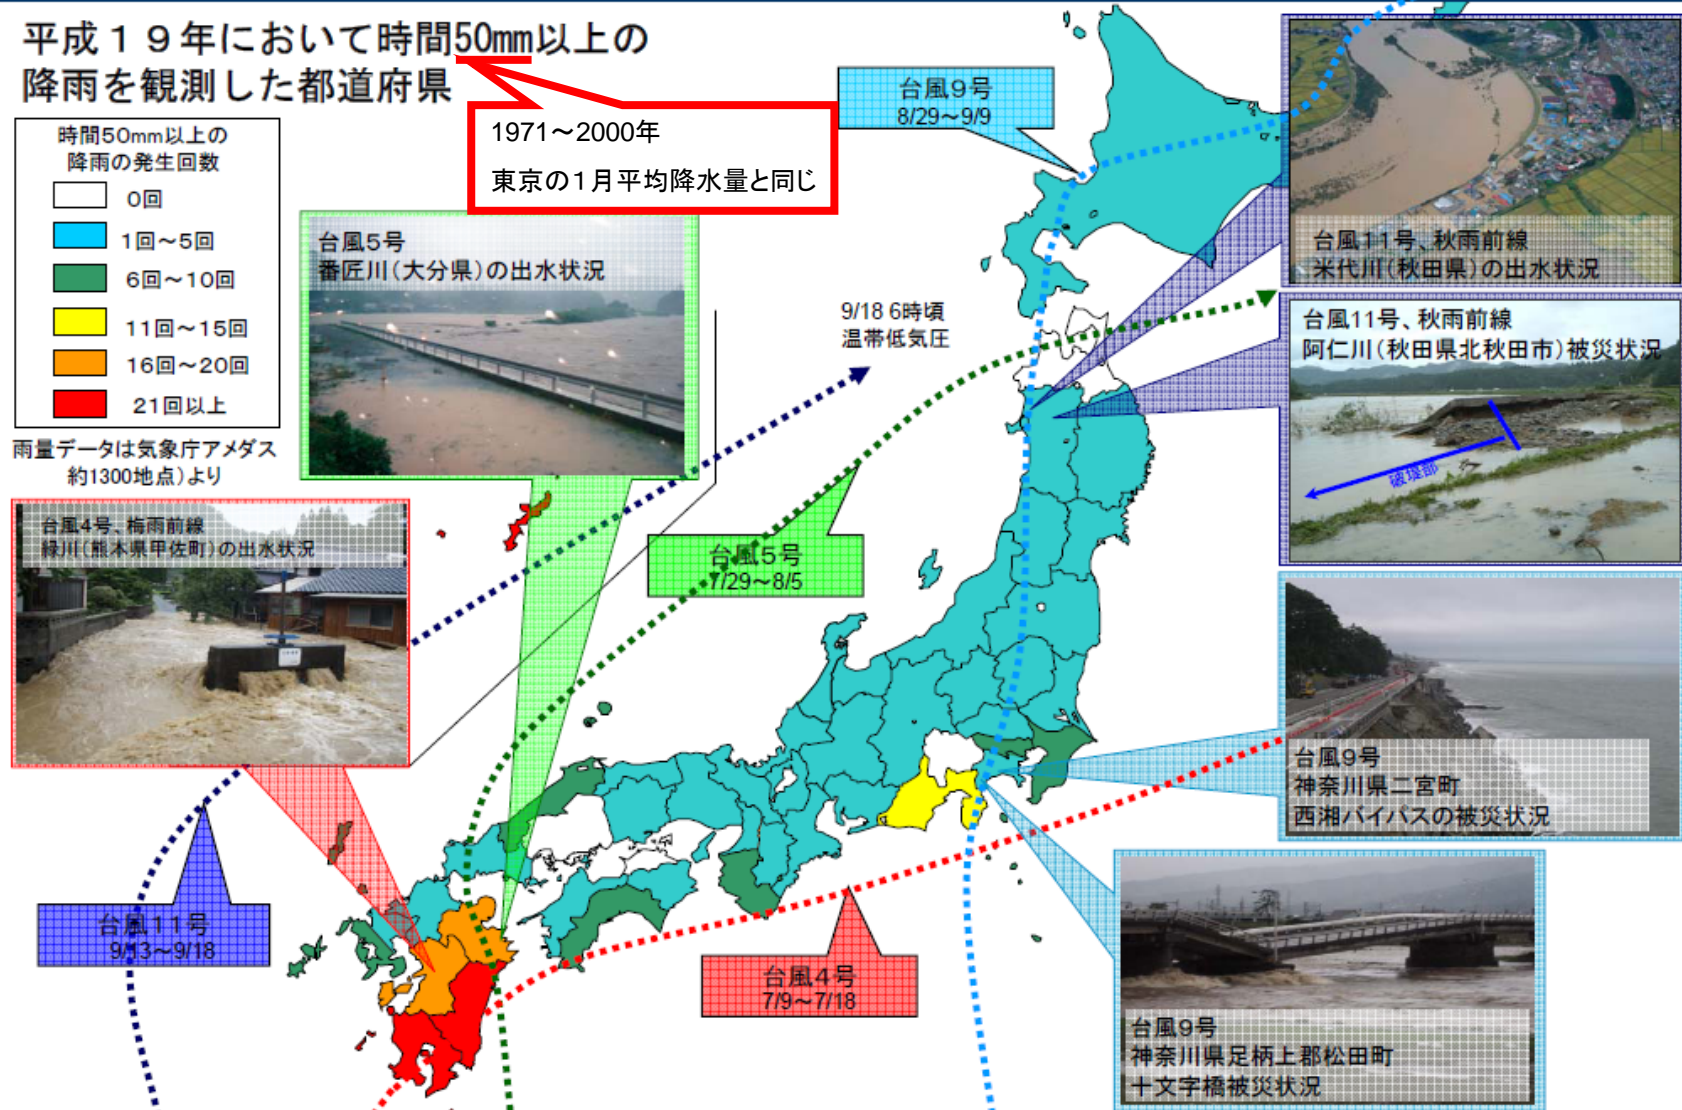 平成１９年において時間50mm以上の
降雨を観測した都道府県
1971～2000年
東京の1月平均降水量と同じ
時間50mm以上の
降雨の発生回数
0回
1回～5回
6回～10回
11回～15回
16回～20回
21回以上
雨量データは気象庁アメダス
約1300地点）より
台風9号
8/29～9/9
台風5号
番匠川（大分県）の出水状況
9/18 6時頃
温帯低気圧
台風11号、秋雨前線
米代川（秋田県）の出水状況
台風11号、秋雨前線
阿仁川（秋田県北秋田市）被災状況
破堤部
台風4号、梅雨前線
緑川（熊本県甲佐町）の出水状況
台風5号
7/29～8/5
台風9号
神奈川県二宮町
西湘バイパスの被災状況
台風11号
9/13～9/18
台風4号
7/9～7/18
台風9号
神奈川県足柄上郡松田町
十文字橋被災状況